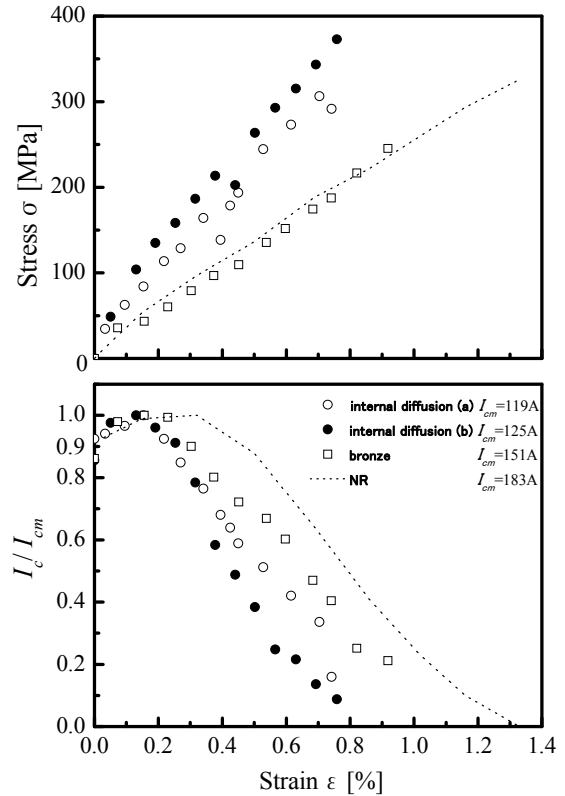 400
300
200
100
0
Stress σ [MPa]
1.0
0.9
0.8
0.6
0.4
0.2
0.0
I_c / I_cm
internal diffusion (a) I_cm=119A
internal diffusion (b) I_cm=125A
bronze I_cm=151A
NR I_cm=183A
0.0 0.2 0.4 0.6 0.8 1.0 1.2 1.4
Strain ε [%]